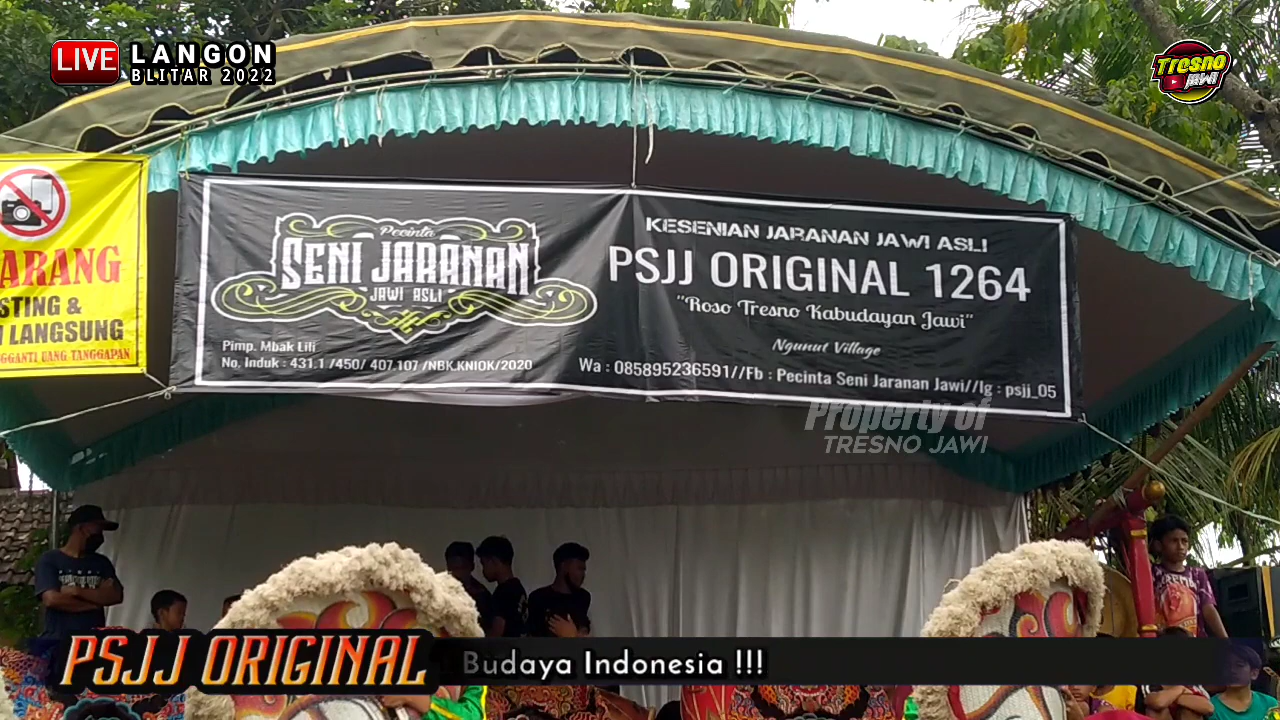 LIVE
LANGON
BLITAR 2022
Tresno
JAWI
ARANG
STING &
LANGSUNG
GGANTI UANG TANGGAPAN
Pecinta
SENI JARANAN
JAWI ASLI
Pimp. Mbak Lili
No. Induk : 431.1 /450/ 407.107 /NBK.KNIOK/2020
KESENIAN JARANAN JAWI ASLI
PSJJ ORIGINAL 1264
"Roso Tresno Kabudayan Jawi"
Ngunut Village
Wa : 085895236591//Fb : Pecinta Seni Jaranan Jawi//Ig : psjj_05
Property of
TRESNO JAWI
PSJJ ORIGINAL
Budaya Indonesia !!!